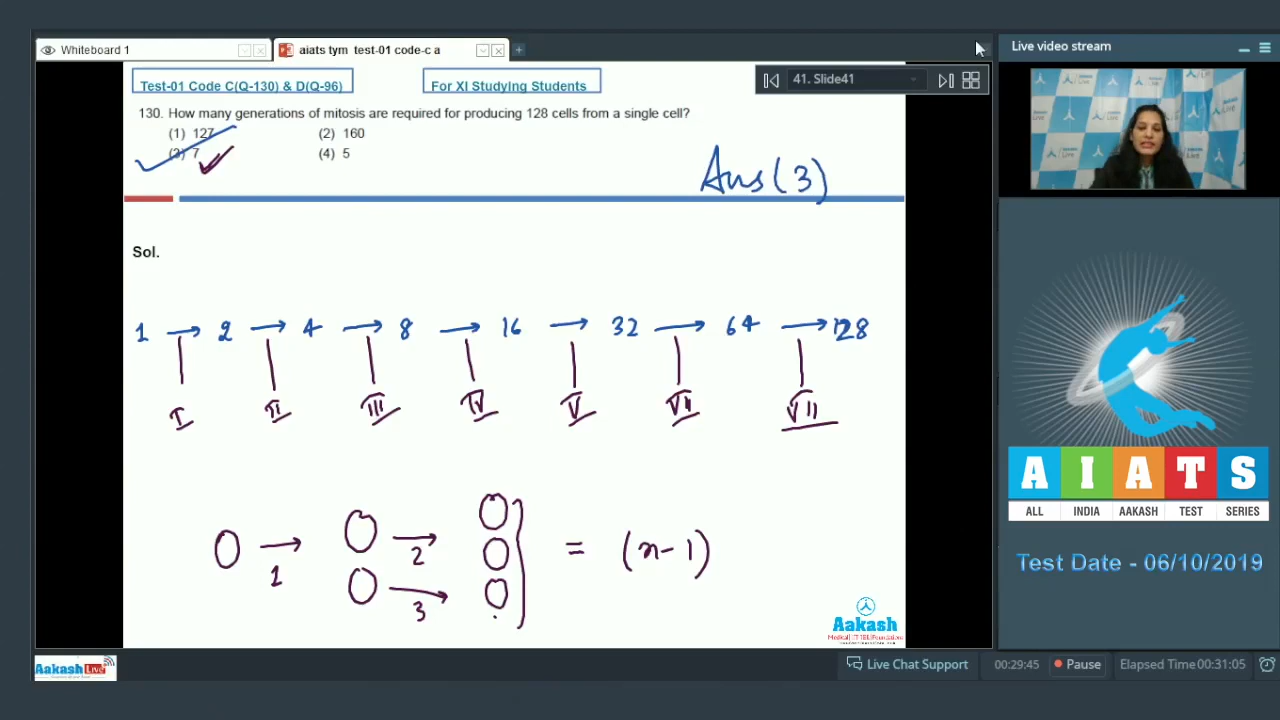 Whiteboard 1
aiats tym test-01 code-c a
Live video stream
Test-01 Code C(Q-130) & D(Q-96)
For XI Studying Students
41. Slide41
130. How many generations of mitosis are required for producing 128 cells from a single cell?
(1) 127
(2) 160
(3) 7
(4) 5
Ans (3)
Sol.
1 → 2 → 4 → 8 → 16 → 32 → 64 → 128
I II III IV V VI VII
1 2 3
= (n-1)
A I A T S
ALL INDIA AAKASH TEST SERIES
Test Date - 06/10/2019
Aakash
Medical|IIT-JEE|Foundations
Aakash Live
Live Chat Support
00:29:45
Pause
Elapsed Time 00:31:05